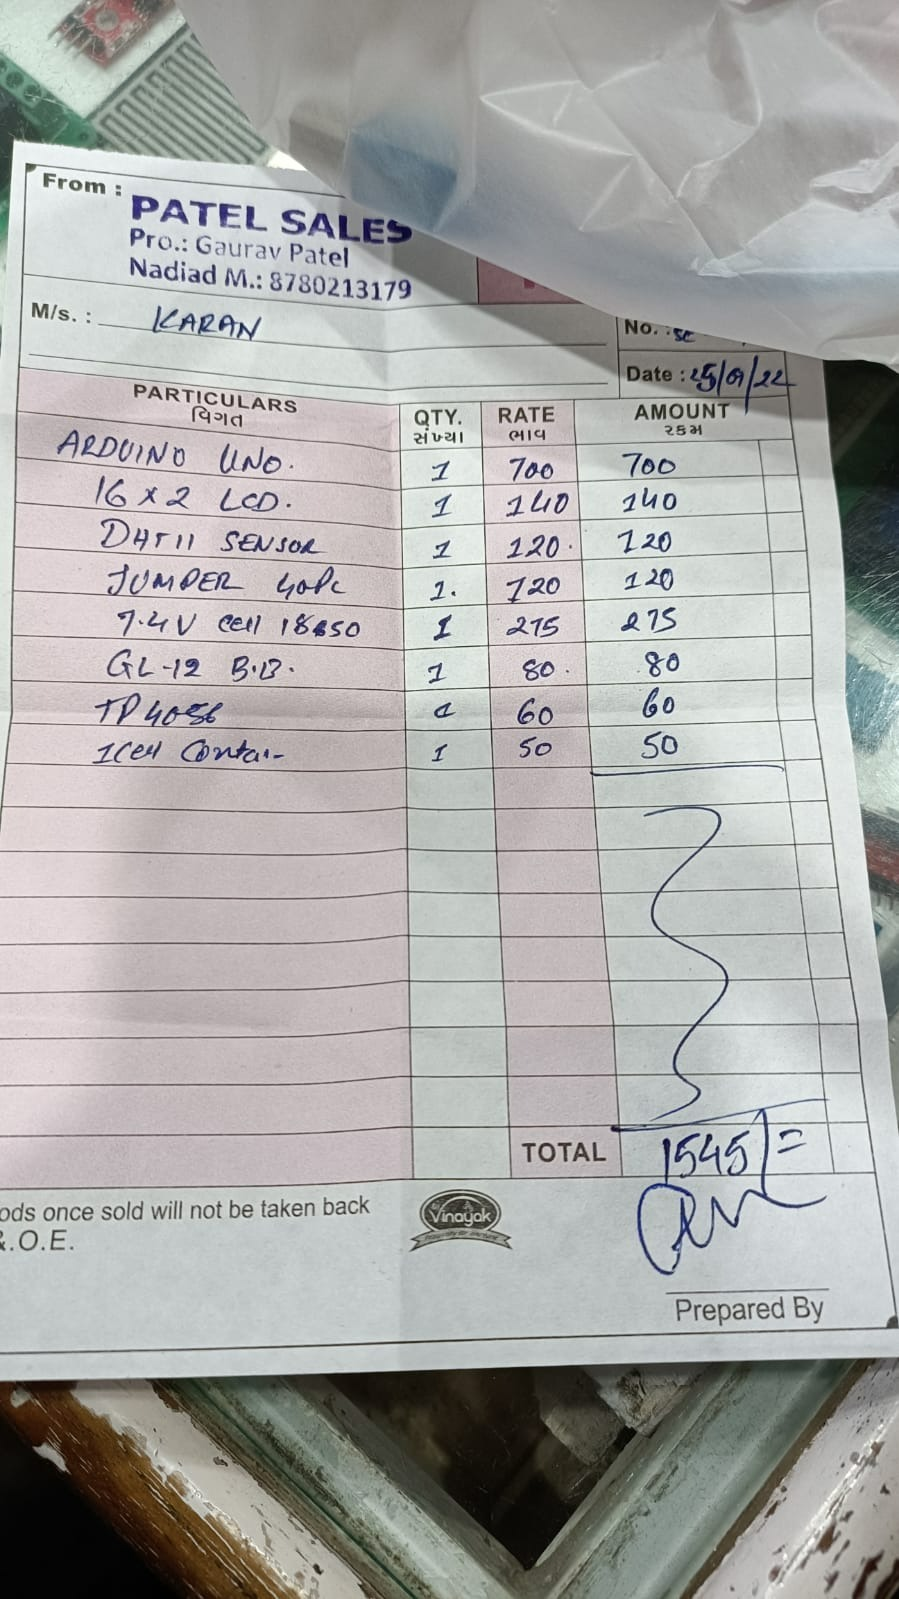 From :
PATEL SALES
Pro.: Gaurav Patel
Nadiad M.: 8780213179
M/s. : KARAN
No. :
Date : 25/01/22
PARTICULARS QTY. RATE AMOUNT
વિગત સંખ્યા ભાવ રકમ
ARDUINO UNO. 1 700 700
16 x 2 LCD. 1 140 140
DHT11 SENSOR 1 120. 120
JUMPER 40Pc 1. 120 120
7.4V cell 18650 1 275 275
GL-12 B.B. 1 80. 80
TP4056 1 60 60
1Cell Contai- 1 50 50
TOTAL 1545/=
ods once sold will not be taken back
&.O.E.
Vinayak
Prepared By